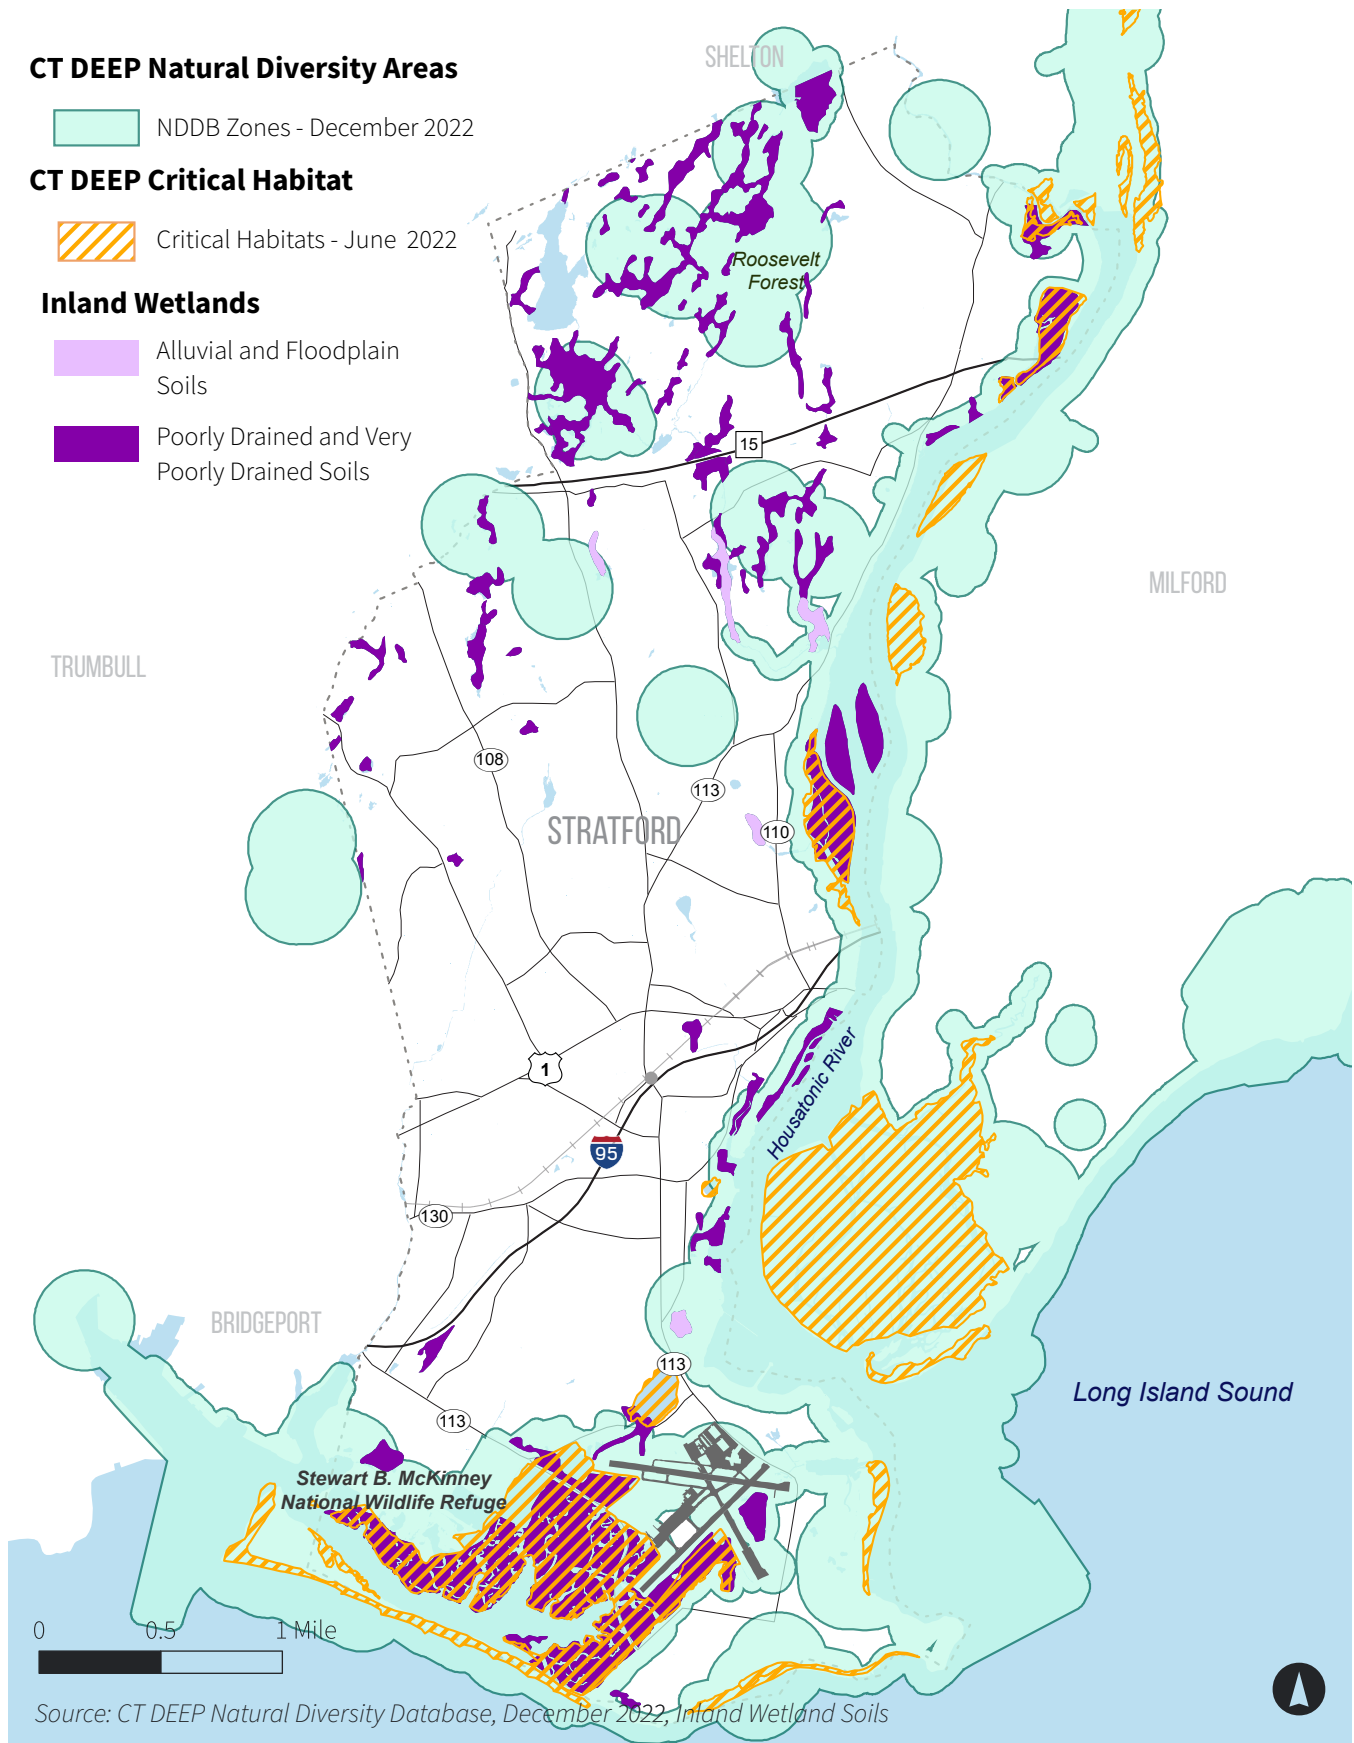 CT DEEP Natural Diversity Areas
NDDB Zones - December 2022
CT DEEP Critical Habitat
Critical Habitats - June 2022
Inland Wetlands
Alluvial and Floodplain
Soils
Poorly Drained and Very
Poorly Drained Soils
SHELTON
Roosevelt
Forest
15
MILFORD
TRUMBULL
108
113
STRATFORD
110
Housatonic River
1
95
130
BRIDGEPORT
113
Long Island Sound
113
Stewart B. McKinney
National Wildlife Refuge
0 0.5 1 Mile
Source: CT DEEP Natural Diversity Database, December 2022, Inland Wetland Soils